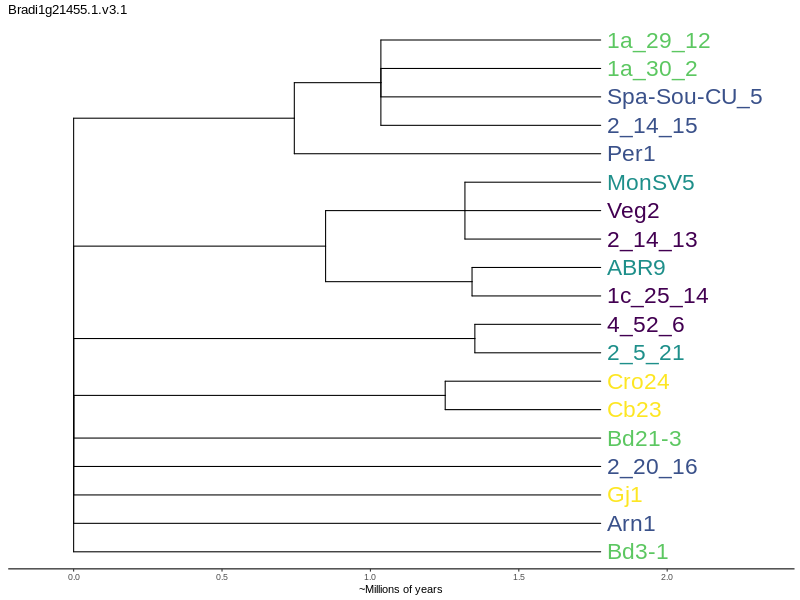 Bradi1g21455.1.v3.1
1a_29_12
1a_30_2
Spa-Sou-CU_5
2_14_15
Per1
MonSV5
Veg2
2_14_13
ABR9
1c_25_14
4_52_6
2_5_21
Cro24
Cb23
Bd21-3
2_20_16
Gj1
Arn1
Bd3-1
0.0 0.5 1.0 1.5 2.0
~Millions of years